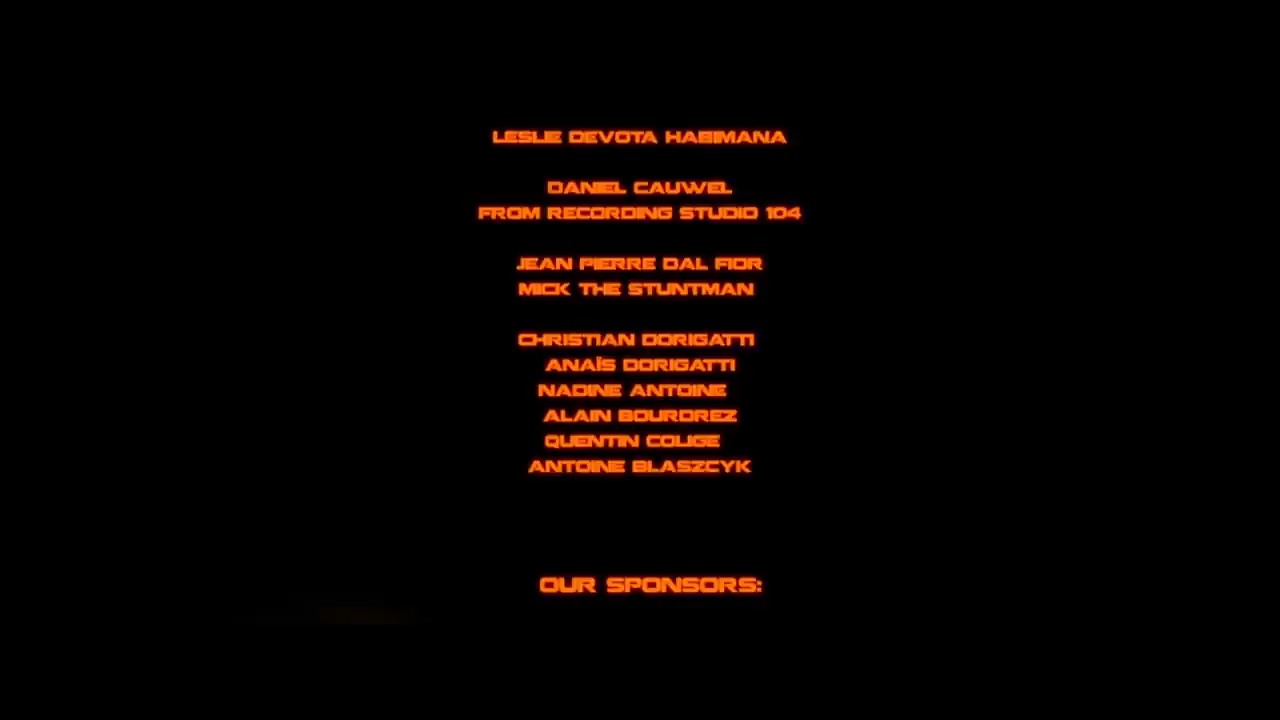 LESLIE DEVOTA HABIMANA
DANIEL CAUWEL
FROM RECORDING STUDIO 104
JEAN PIERRE DAL FIOR
MICK THE STUNTMAN
CHRISTIAN DORIGATTI
ANAÏS DORIGATTI
NADINE ANTOINE
ALAIN BOURDREZ
QUENTIN COLIGE
ANTOINE BLASZCYK
OUR SPONSORS: